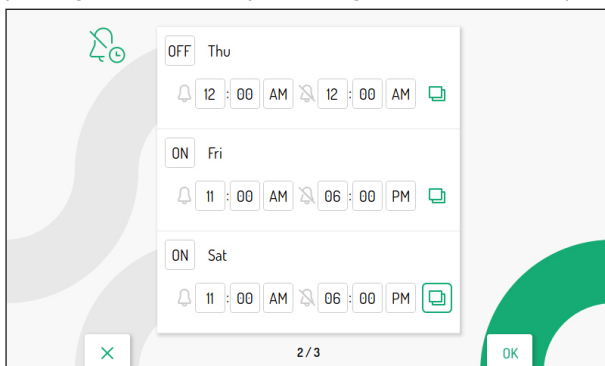 OFF Thu
12 : 00 AM 12 : 00 AM
ON Fri
11 : 00 AM 06 : 00 PM
ON Sat
11 : 00 AM 06 : 00 PM
2/3
OK